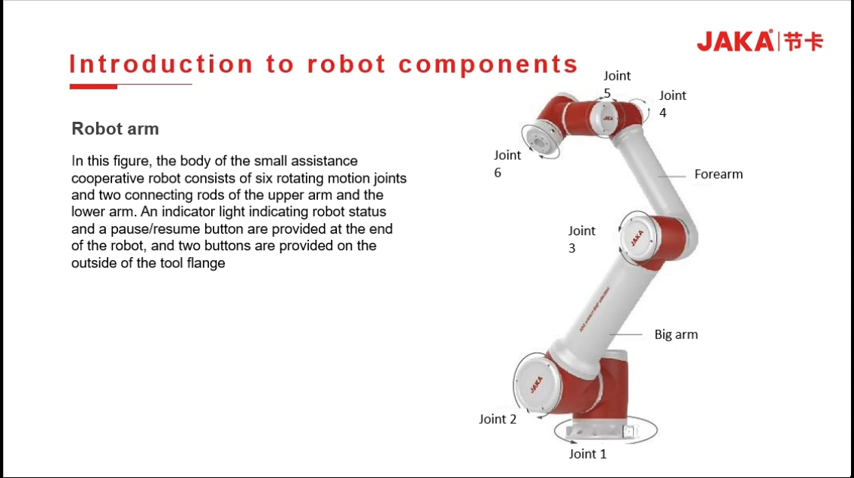 JAKA 节卡
Introduction to robot components
Robot arm
In this figure, the body of the small assistance
cooperative robot consists of six rotating motion joints
and two connecting rods of the upper arm and the
lower arm. An indicator light indicating robot status
and a pause/resume button are provided at the end
of the robot, and two buttons are provided on the
outside of the tool flange
Joint
5
Joint
4
Joint
6
Forearm
Joint
3
Big arm
Joint 2
Joint 1
JAKA
JAKA
JAKA